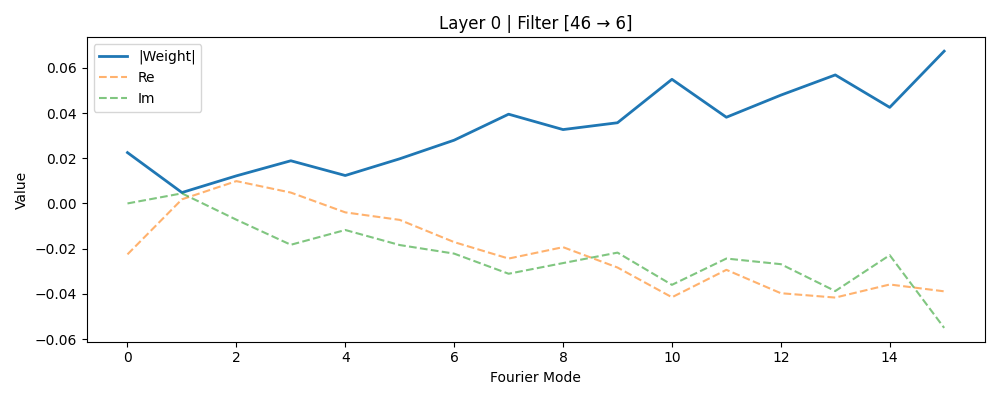 Layer 0 | Filter [46 → 6]
|Weight|
Re
Im
0.06
0.04
0.02
0.00
−0.02
−0.04
−0.06
Value
0 2 4 6 8 10 12 14
Fourier Mode